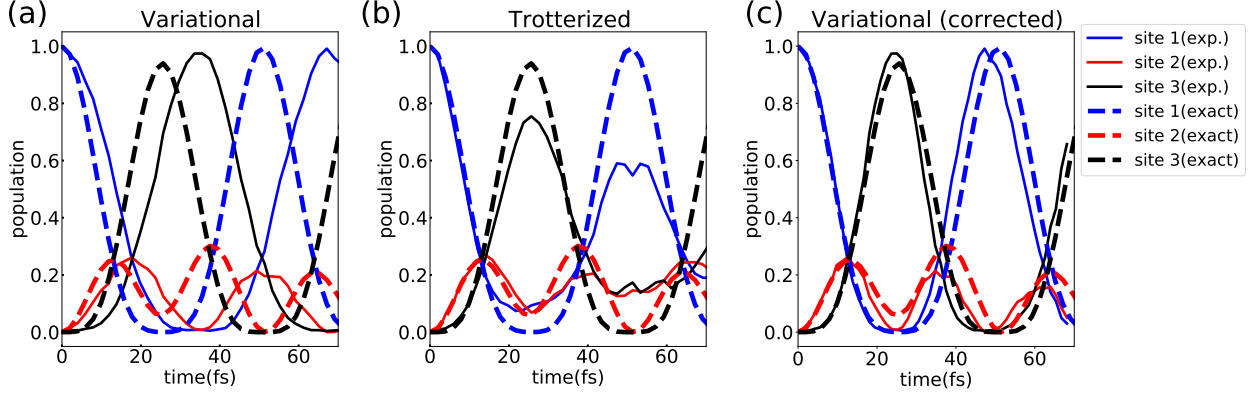 (a)
Variational
population
1.0
0.8
0.6
0.4
0.2
0.0
0
20
40
60
time(fs)
(b)
Trotterized
population
1.0
0.8
0.6
0.4
0.2
0.0
0
20
40
60
time(fs)
(c)
Variational (corrected)
population
1.0
0.8
0.6
0.4
0.2
0.0
0
20
40
60
time(fs)
site 1(exp.)
site 2(exp.)
site 3(exp.)
site 1(exact)
site 2(exact)
site 3(exact)